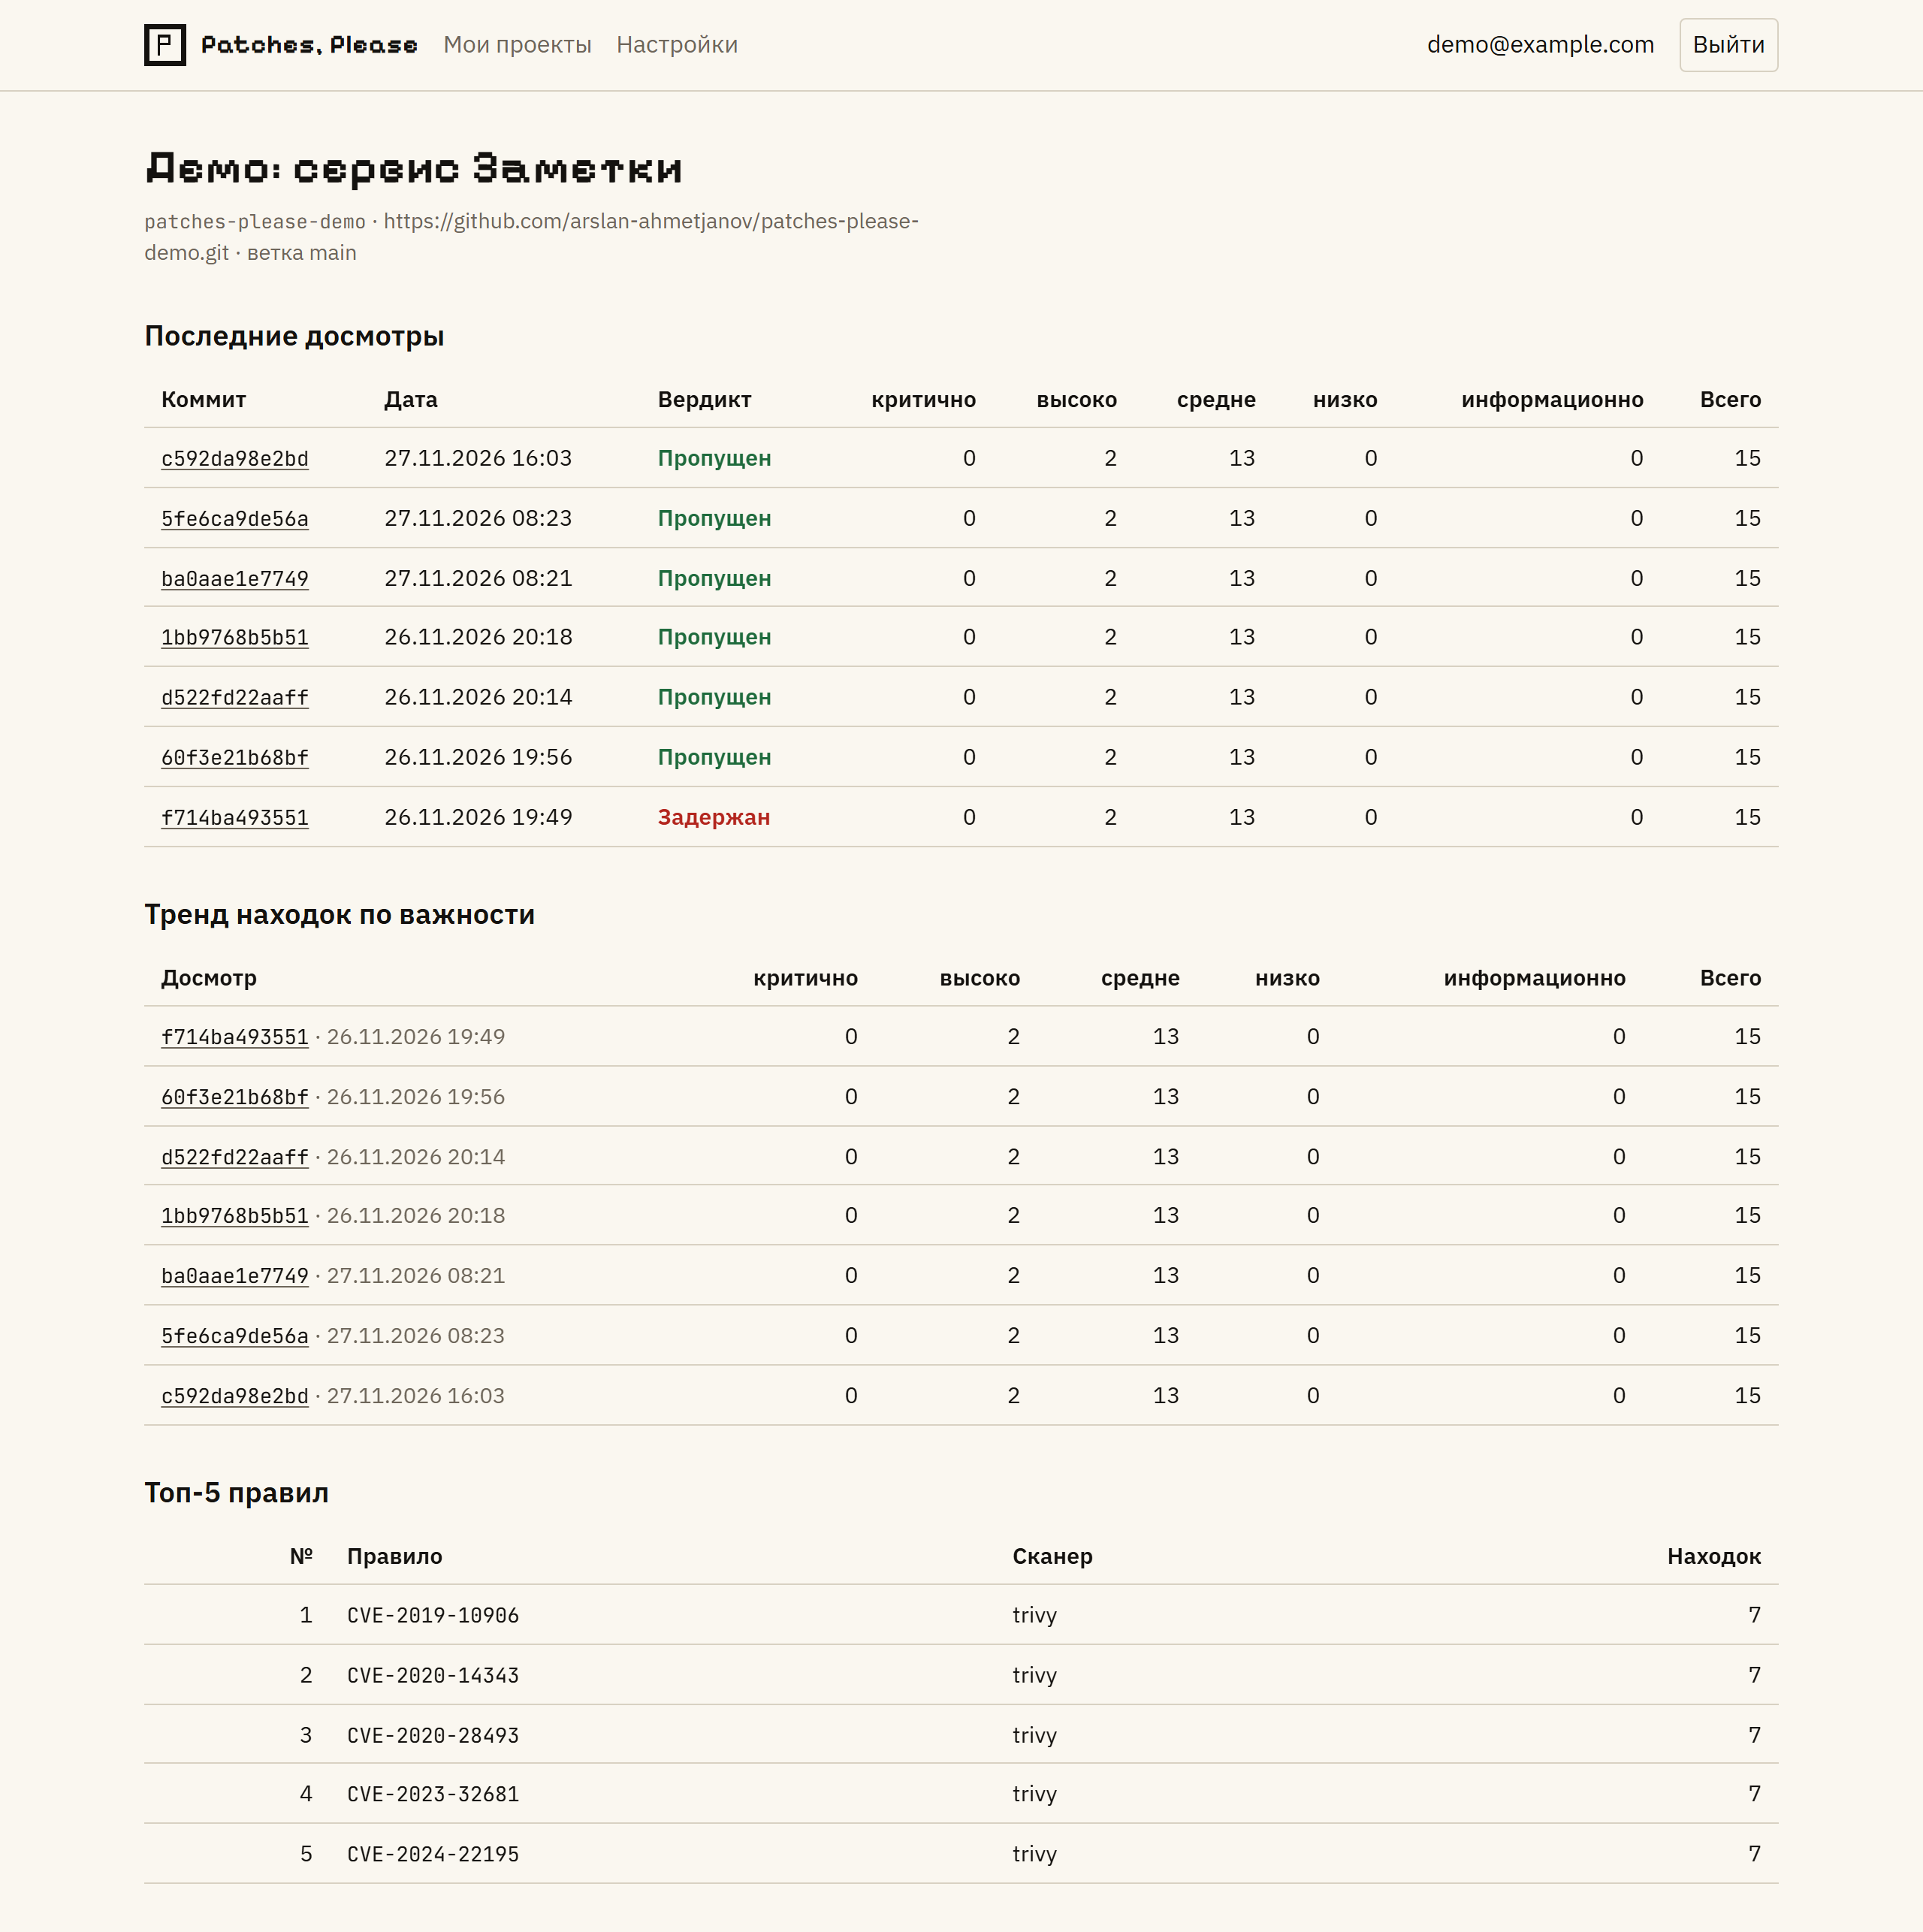 P Patches, Please Мои проекты Настройки demo@example.com Выйти
Демо: сервис Заметки
patches-please-demo · https://github.com/arslan-ahmetjanov/patches-please-
demo.git · ветка main
Последние досмотры
Коммит Дата Вердикт критично высоко средне низко информационно Всего
c592da98e2bd 27.11.2026 16:03 Пропущен 0 2 13 0 0 15
5fe6ca9de56a 27.11.2026 08:23 Пропущен 0 2 13 0 0 15
ba0aae1e7749 27.11.2026 08:21 Пропущен 0 2 13 0 0 15
1bb9768b5b51 26.11.2026 20:18 Пропущен 0 2 13 0 0 15
d522fd22aaff 26.11.2026 20:14 Пропущен 0 2 13 0 0 15
60f3e21b68bf 26.11.2026 19:56 Пропущен 0 2 13 0 0 15
f714ba493551 26.11.2026 19:49 Задержан 0 2 13 0 0 15
Тренд находок по важности
Досмотр критично высоко средне низко информационно Всего
f714ba493551 · 26.11.2026 19:49 0 2 13 0 0 15
60f3e21b68bf · 26.11.2026 19:56 0 2 13 0 0 15
d522fd22aaff · 26.11.2026 20:14 0 2 13 0 0 15
1bb9768b5b51 · 26.11.2026 20:18 0 2 13 0 0 15
ba0aae1e7749 · 27.11.2026 08:21 0 2 13 0 0 15
5fe6ca9de56a · 27.11.2026 08:23 0 2 13 0 0 15
c592da98e2bd · 27.11.2026 16:03 0 2 13 0 0 15
Топ-5 правил
№ Правило Сканер Находок
1 CVE-2019-10906 trivy 7
2 CVE-2020-14343 trivy 7
3 CVE-2020-28493 trivy 7
4 CVE-2023-32681 trivy 7
5 CVE-2024-22195 trivy 7